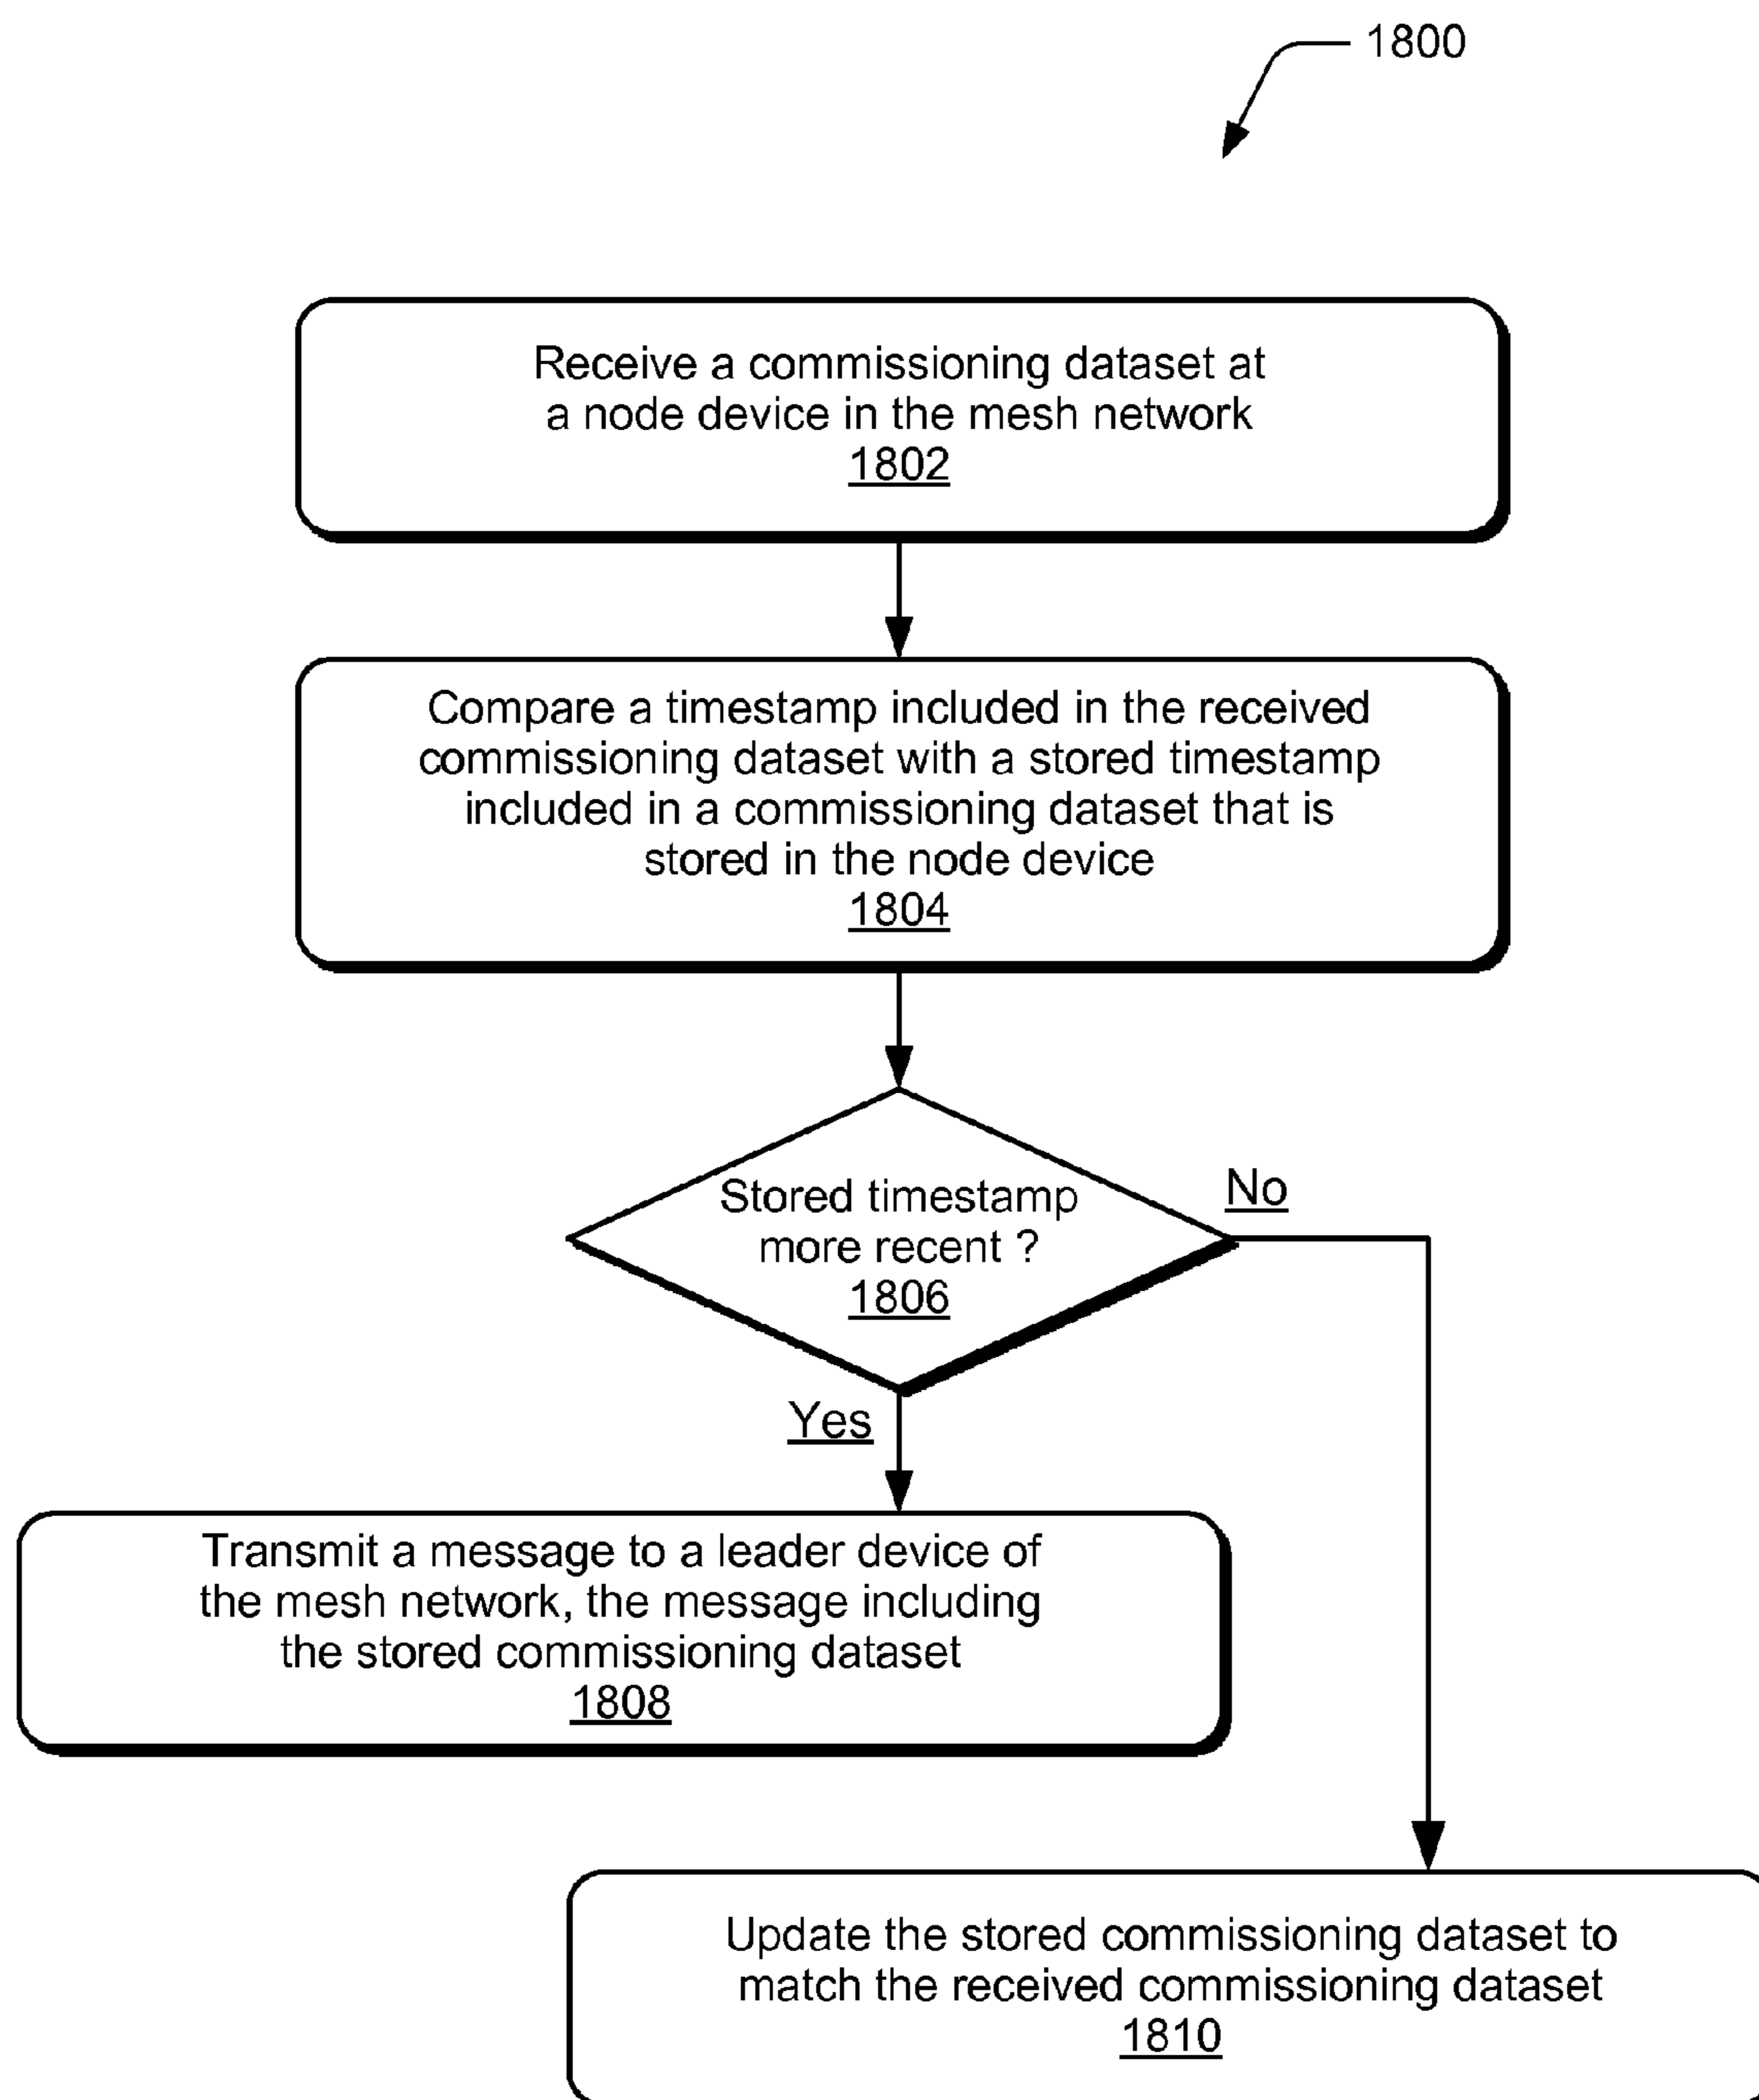 1800
Receive a commissioning dataset at
a node device in the mesh network
1802
Compare a timestamp included in the received
commissioning dataset with a stored timestamp
included in a commissioning dataset that is
stored in the node device
1804
Stored timestamp
more recent ?
1806
No
Yes
Transmit a message to a leader device of
the mesh network, the message including
the stored commissioning dataset
1808
Update the stored commissioning dataset to
match the received commissioning dataset
1810